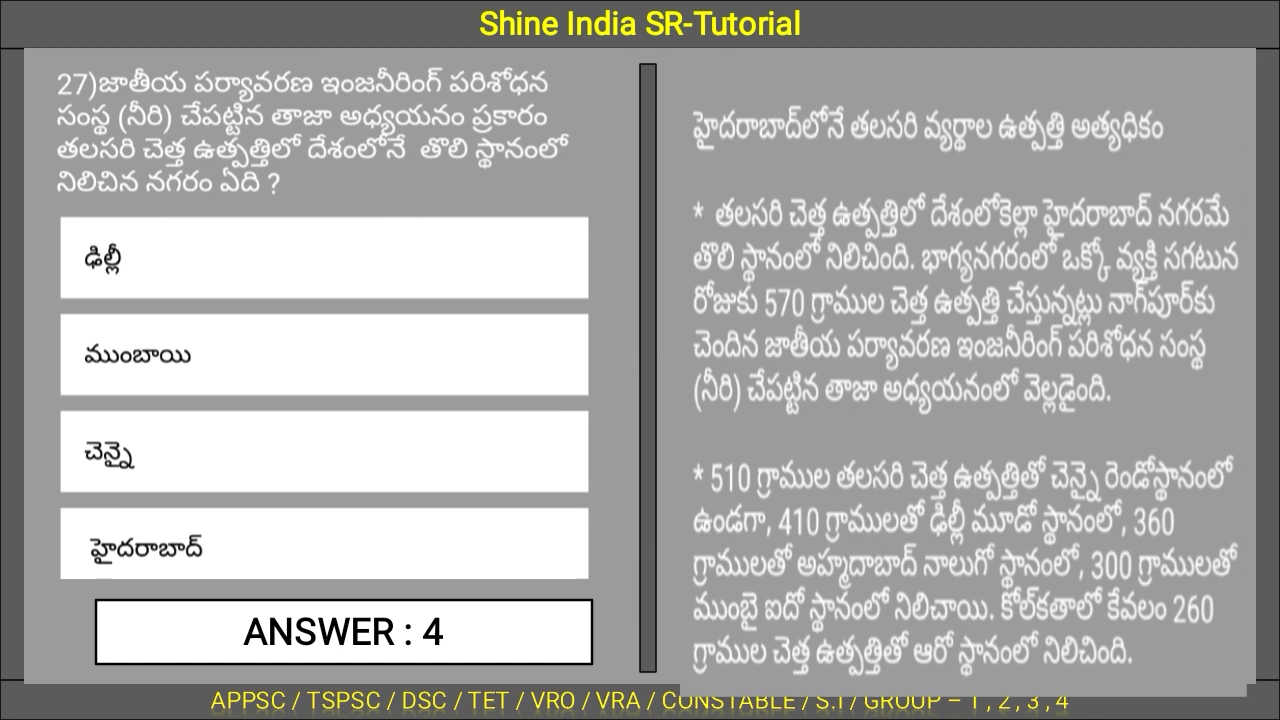 Shine India SR-Tutorial
27)జాతీయ పర్యావరణ ఇంజనీరింగ్ పరిశోధన
సంస్థ (నీరి) చేపట్టిన తాజా అధ్యయనం ప్రకారం
తలసరి చెత్త ఉత్పత్తిలో దేశంలోనే తొలి స్థానంలో
నిలిచిన నగరం ఏది ?
ఢిల్లీ
ముంబాయి
చెన్నై
హైదరాబాద్
ANSWER : 4
హైదరాబాద్‌లోనే తలసరి వ్యర్థాల ఉత్పత్తి అత్యధికం
* తలసరి చెత్త ఉత్పత్తిలో దేశంలోకెల్లా హైదరాబాద్ నగరమే
తొలి స్థానంలో నిలిచింది. భాగ్యనగరంలో ఒక్కో వ్యక్తి సగటున
రోజుకు 570 గ్రాముల చెత్త ఉత్పత్తి చేస్తున్నట్లు నాగ్‌పూర్‌కు
చెందిన జాతీయ పర్యావరణ ఇంజనీరింగ్ పరిశోధన సంస్థ
(నీరి) చేపట్టిన తాజా అధ్యయనంలో వెల్లడైంది.
* 510 గ్రాముల తలసరి చెత్త ఉత్పత్తితో చెన్నై రెండోస్థానంలో
ఉండగా, 410 గ్రాములతో ఢిల్లీ మూడో స్థానంలో, 360
గ్రాములతో అహ్మదాబాద్ నాలుగో స్థానంలో, 300 గ్రాములతో
ముంబై ఐదో స్థానంలో నిలిచాయి. కోల్‌కతాలో కేవలం 260
గ్రాముల చెత్త ఉత్పత్తితో ఆరో స్థానంలో నిలిచింది.
APPSC / TSPSC / DSC / TET / VRO / VRA / CONSTABLE / S.I / GROUP – 1 , 2 , 3 , 4